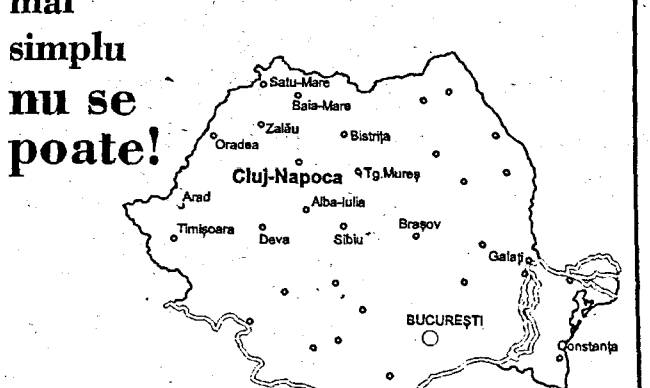 mai
simplu
nu se
poate!
Satu-Mare
Baia-Mare
Zalău
Bistrița
Oradea
Cluj-Napoca
Tg.Mureș
Arad
Alba-Iulia
Timișoara
Deva
Sibiu
Brașov
Galați
BUCUREȘTI
Constanța